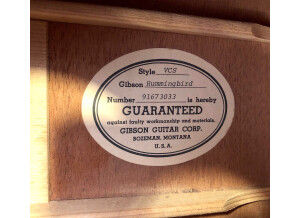 Style VCS
Gibson Hummingbird
Number 91673033 is hereby
GUARANTEED
against faulty workmanship and materials.
GIBSON GUITAR CORP.
BOZEMAN, MONTANA
U.S.A.